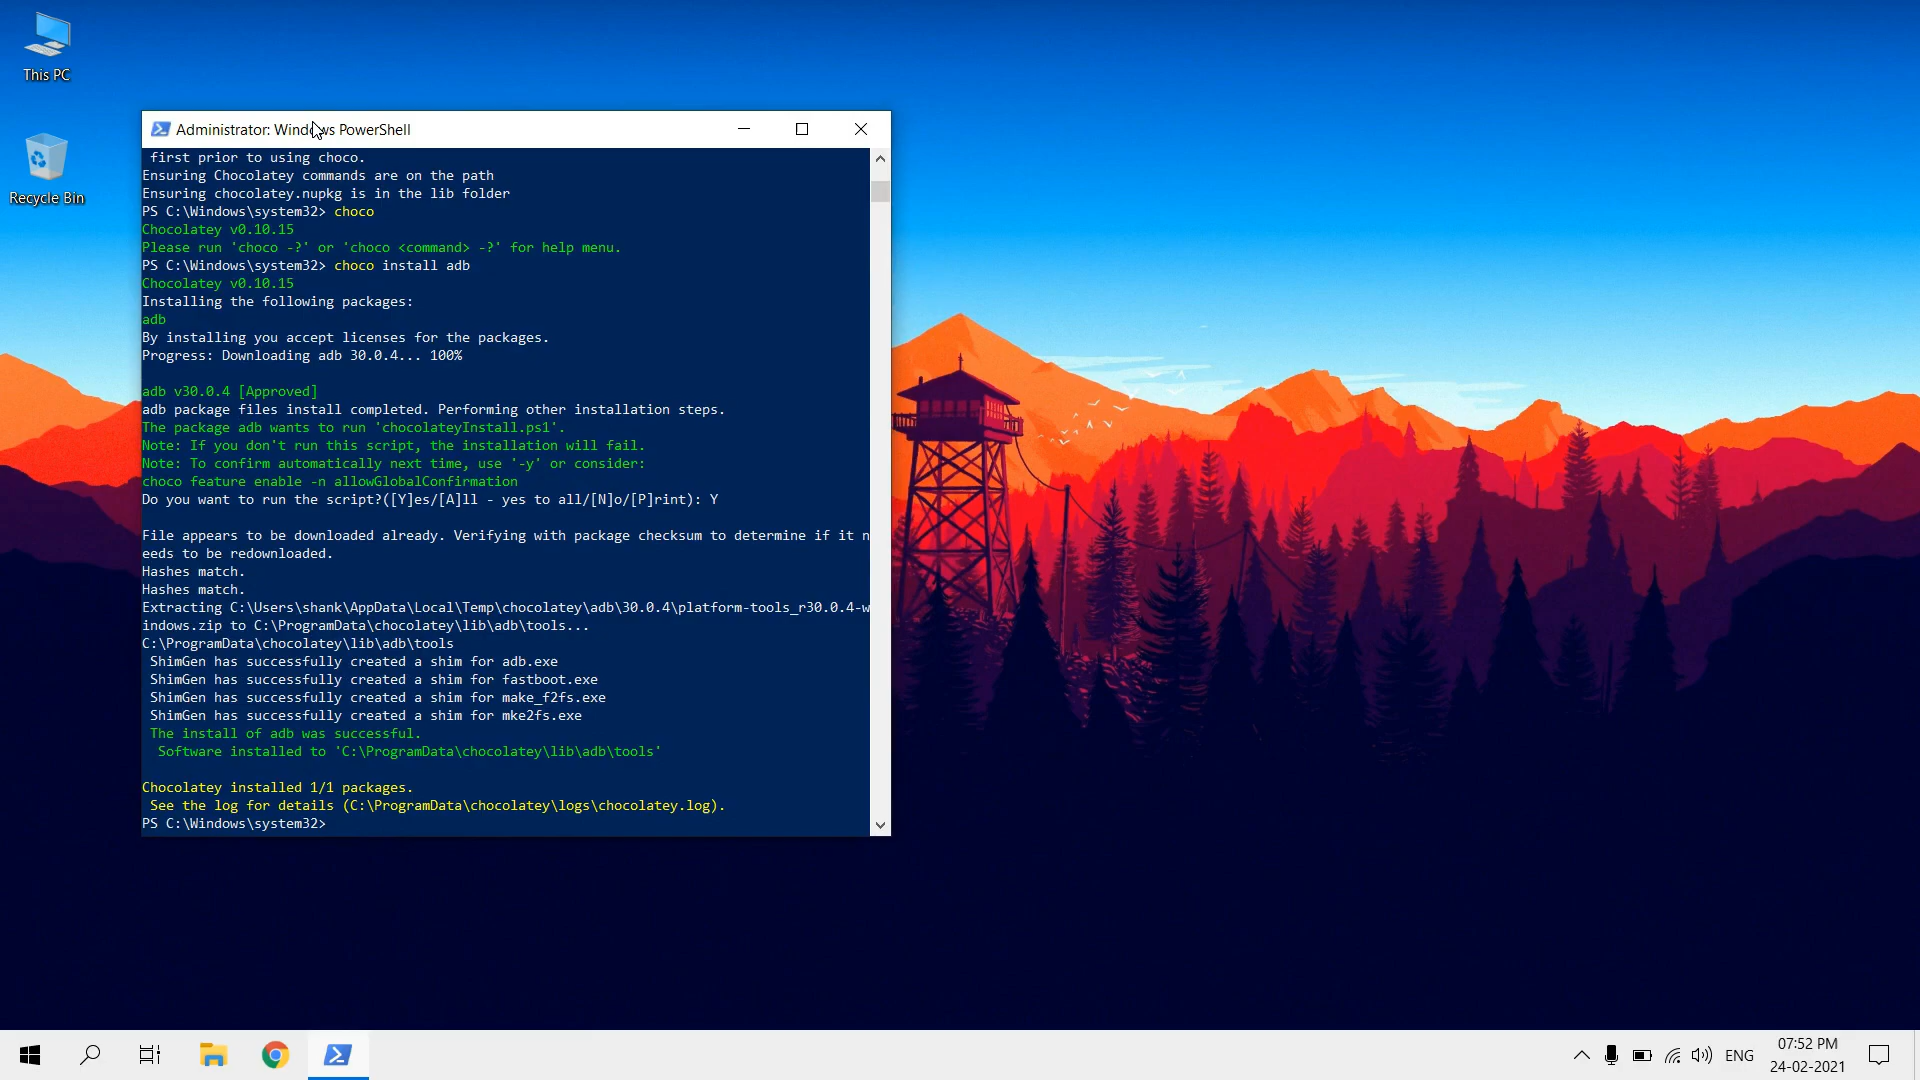 This PC
Recycle Bin
Administrator: Windows PowerShell
first prior to using choco.
Ensuring Chocolatey commands are on the path
Ensuring chocolatey.nupkg is in the lib folder
PS C:\Windows\system32> choco
Chocolatey v0.10.15
Please run 'choco -?' or 'choco <command> -?' for help menu.
PS C:\Windows\system32> choco install adb
Chocolatey v0.10.15
Installing the following packages:
adb
By installing you accept licenses for the packages.
Progress: Downloading adb 30.0.4... 100%
adb v30.0.4 [Approved]
adb package files install completed. Performing other installation steps.
The package adb wants to run 'chocolateyInstall.ps1'.
Note: If you don't run this script, the installation will fail.
Note: To confirm automatically next time, use '-y' or consider:
choco feature enable -n allowGlobalConfirmation
Do you want to run the script?([Y]es/[A]ll - yes to all/[N]o/[P]rint): Y
File appears to be downloaded already. Verifying with package checksum to determine if it n
eeds to be redownloaded.
Hashes match.
Hashes match.
Extracting C:\Users\shank\AppData\Local\Temp\chocolatey\adb\30.0.4\platform-tools_r30.0.4-w
indows.zip to C:\ProgramData\chocolatey\lib\adb\tools...
C:\ProgramData\chocolatey\lib\adb\tools
ShimGen has successfully created a shim for adb.exe
ShimGen has successfully created a shim for fastboot.exe
ShimGen has successfully created a shim for make_f2fs.exe
ShimGen has successfully created a shim for mke2fs.exe
The install of adb was successful.
Software installed to 'C:\ProgramData\chocolatey\lib\adb\tools'
Chocolatey installed 1/1 packages.
See the log for details (C:\ProgramData\chocolatey\logs\chocolatey.log).
PS C:\Windows\system32>
ENG
07:52 PM
24-02-2021